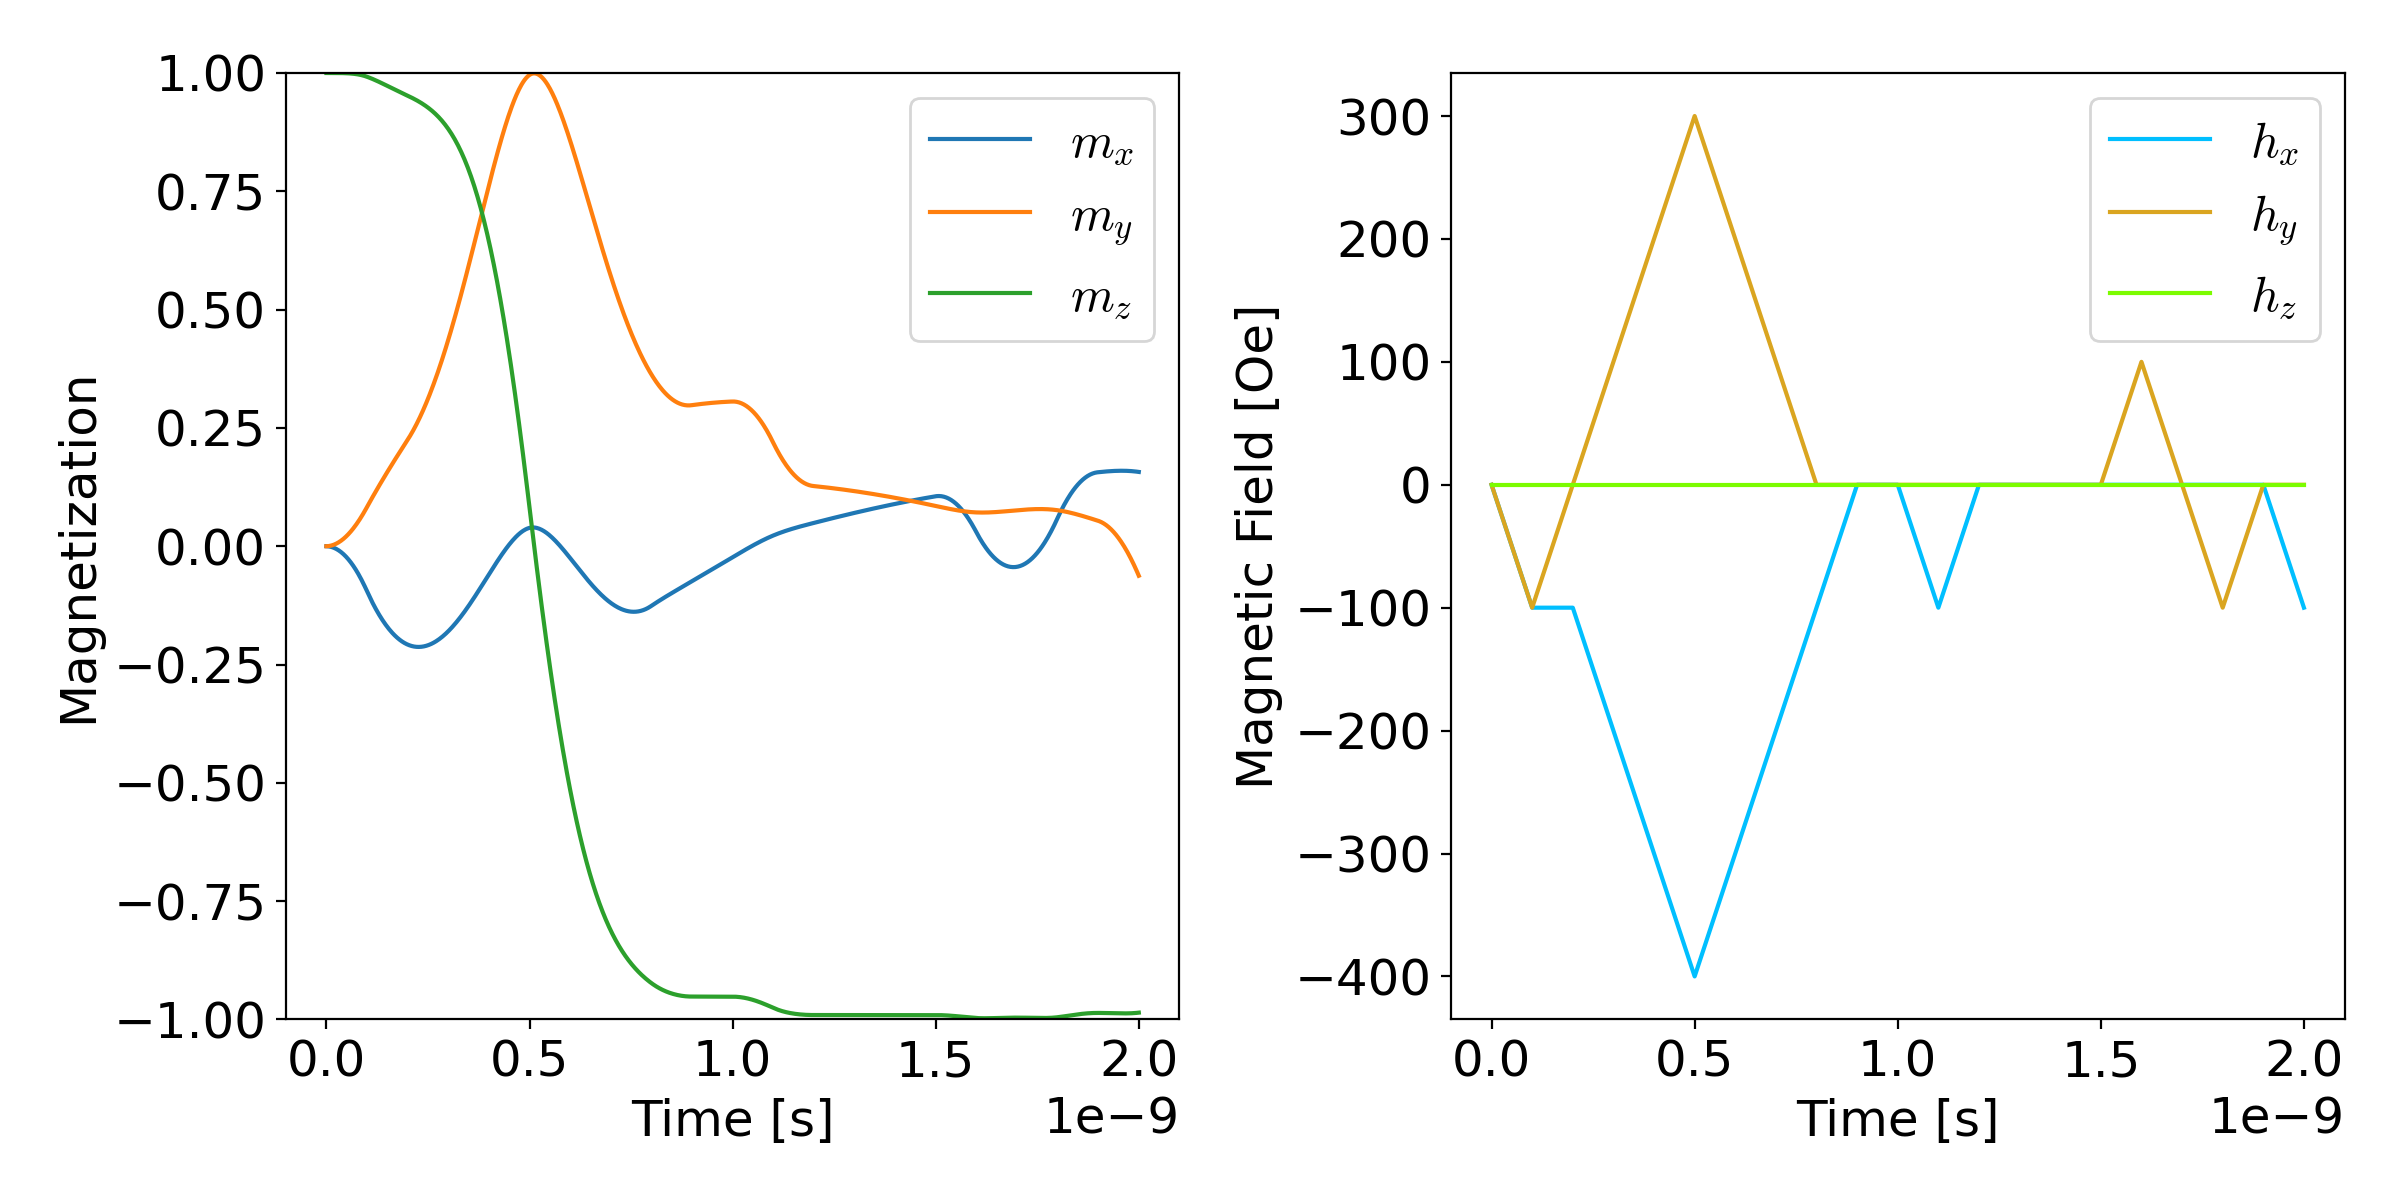 Magnetization
1.00
0.75
0.50
0.25
0.00
−0.25
−0.50
−0.75
−1.00
0.0 0.5 1.0 1.5 2.0
Time [s]
1e−9
m_x
m_y
m_z
Magnetic Field [Oe]
300
200
100
0
−100
−200
−300
−400
0.0 0.5 1.0 1.5 2.0
Time [s]
1e−9
h_x
h_y
h_z